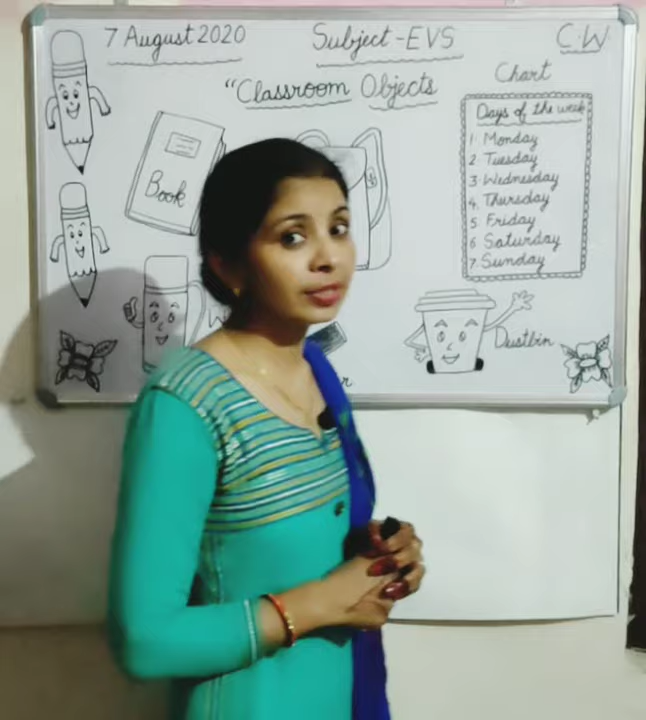 7 August 2020 Subject-EVS C.W
"Classroom Objects
Chart
Days of the week
1. Monday
2. Tuesday
3. Wednesday
4. Thursday
5. Friday
6. Saturday
7. Sunday
Book
Dustbin